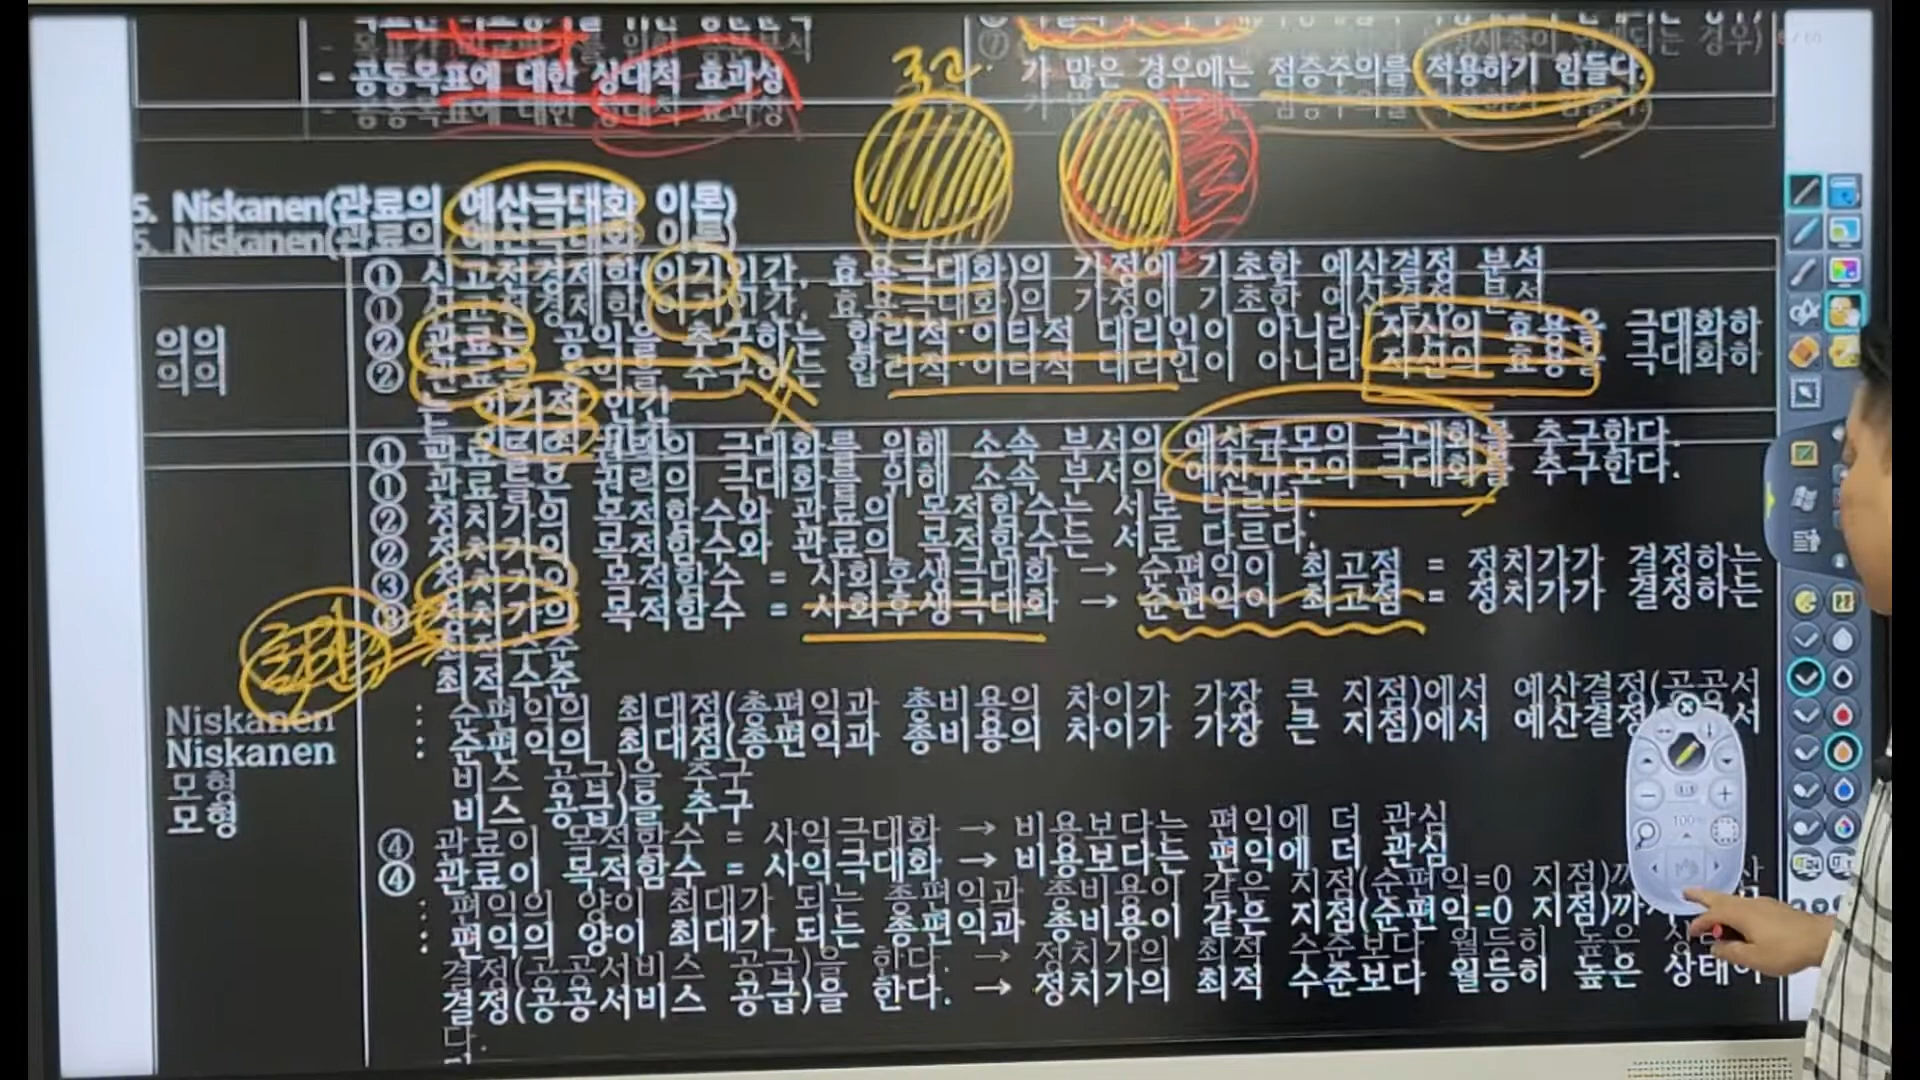 - 공동목표에 대한 상대적 효과성
가 많은 경우에는 점증주의를 적용하기 힘들다.
5. Niskanen(관료의 예산극대화 이론)
의의
① 신고전경제학(이기인간, 효용극대화)의 가정에 기초한 예산결정 분석
② 관료는 공익을 추구하는 합리적·이타적 대리인이 아니라 자신의 효용을 극대화하
는 이기적 인간
Niskanen
모형
① 관료들은 권력의 극대화를 위해 소속 부서의 예산규모의 극대화를 추구한다.
② 정치가의 목적함수와 관료의 목적함수는 서로 다르다.
③ 정치가의 목적함수 = 사회후생극대화 → 순편익이 최고점 = 정치가가 결정하는
최적수준
: 순편익의 최대점(총편익과 총비용의 차이가 가장 큰 지점)에서 예산결정(공공서
비스 공급)을 추구
④ 관료이 목적함수 = 사익극대화 → 비용보다는 편익에 더 관심
: 편익의 양이 최대가 되는 총편익과 총비용이 같은 지점(순편익=0 지점)까
결정(공공서비스 공급)을 한다. → 정치가의 최적 수준보다 월등히 높은 상태이
다.
100%